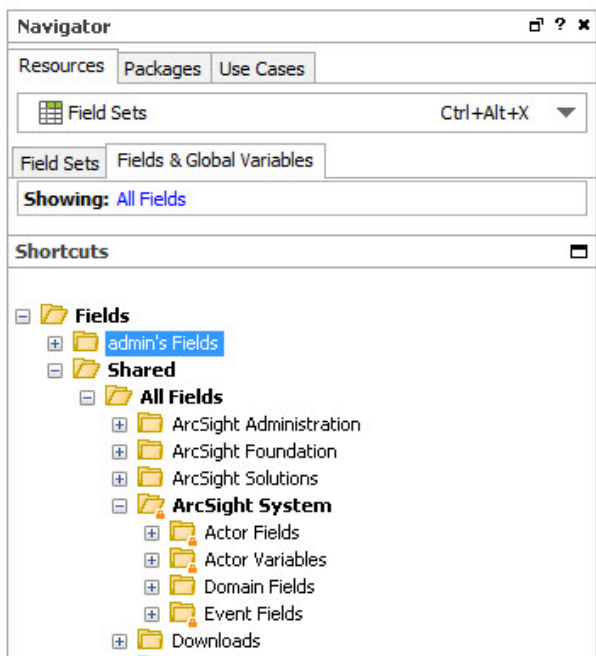 Navigator ? ×
Resources Packages Use Cases
Field Sets Ctrl+Alt+X
Field Sets Fields & Global Variables
Showing: All Fields
Shortcuts
Fields
admin's Fields
Shared
All Fields
ArcSight Administration
ArcSight Foundation
ArcSight Solutions
ArcSight System
Actor Fields
Actor Variables
Domain Fields
Event Fields
Downloads